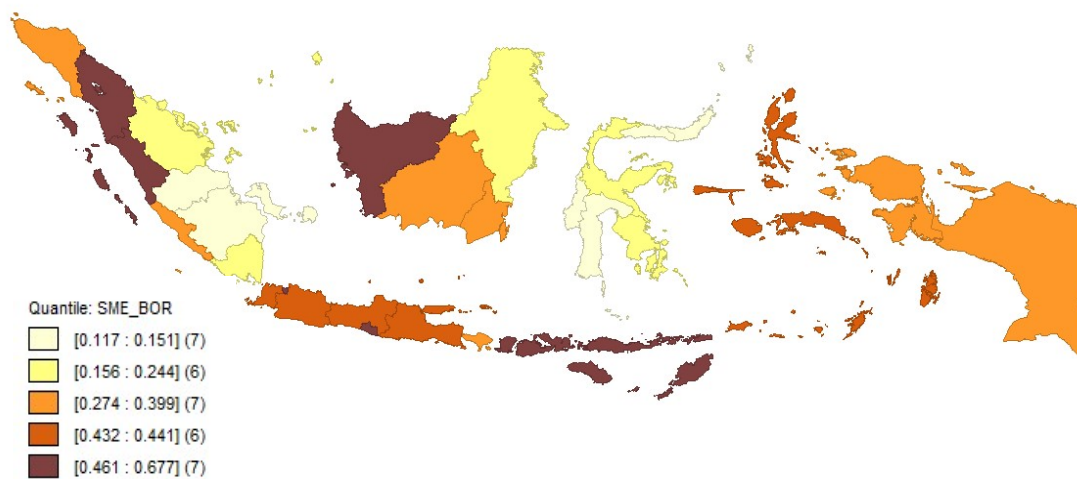 Quantile: SME_BOR
[0.117 : 0.151] (7)
[0.156 : 0.244] (6)
[0.274 : 0.399] (7)
[0.432 : 0.441] (6)
[0.461 : 0.677] (7)